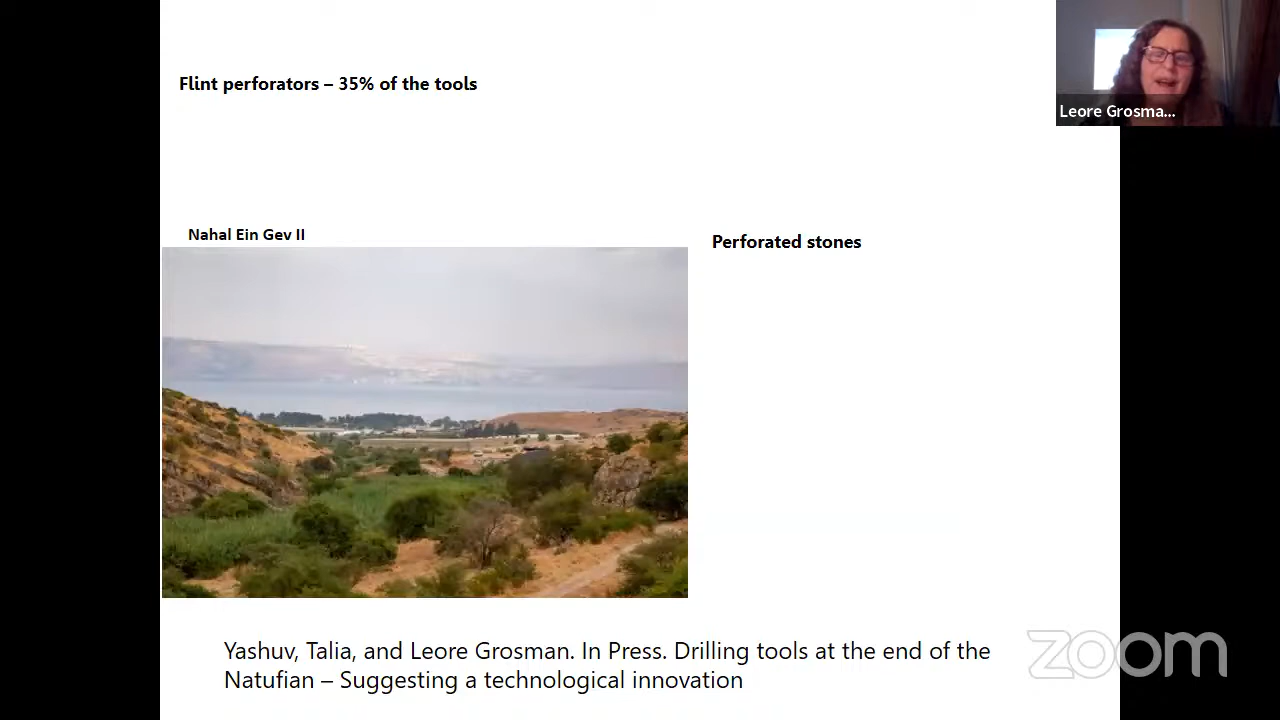 Flint perforators – 35% of the tools
Leore Grosma...
Nahal Ein Gev II
Perforated stones
Yashuv, Talia, and Leore Grosman. In Press. Drilling tools at the end of the
Natufian – Suggesting a technological innovation
zoom